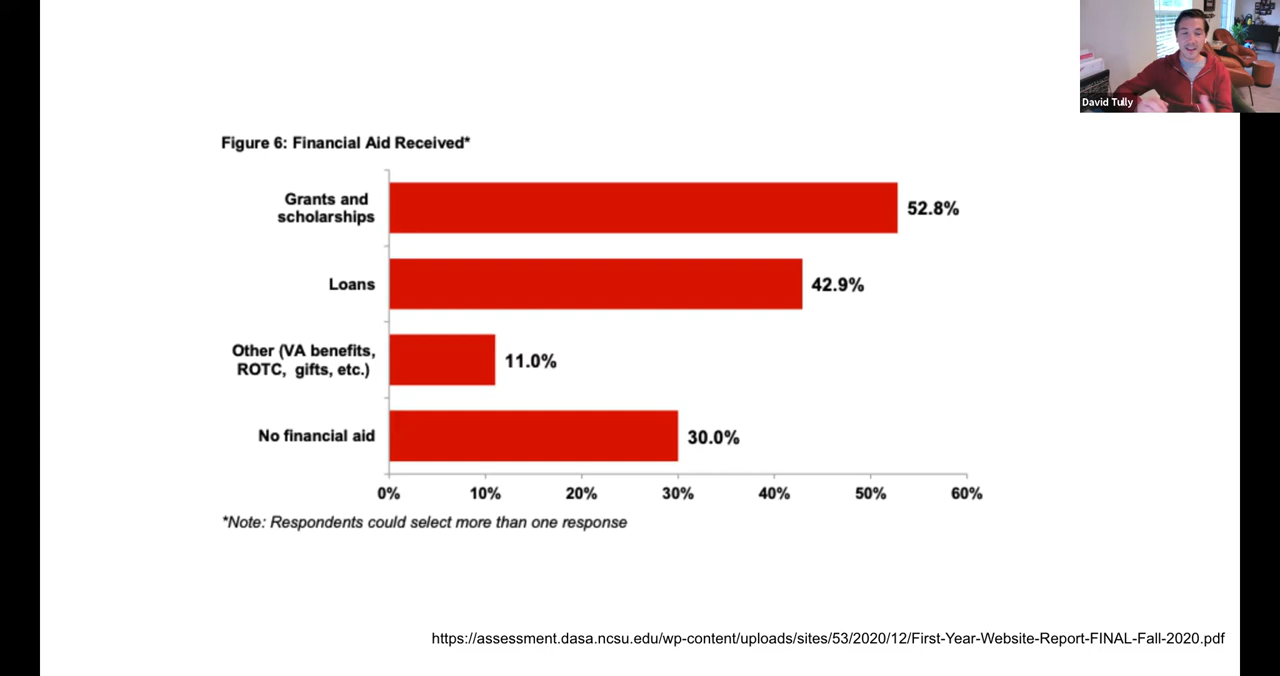 David Tully
Figure 6: Financial Aid Received*
Grants and
scholarships
52.8%
Loans
42.9%
Other (VA benefits,
ROTC, gifts, etc.)
11.0%
No financial aid
30.0%
0% 10% 20% 30% 40% 50% 60%
*Note: Respondents could select more than one response
https://assessment.dasa.ncsu.edu/wp-content/uploads/sites/53/2020/12/First-Year-Website-Report-FINAL-Fall-2020.pdf